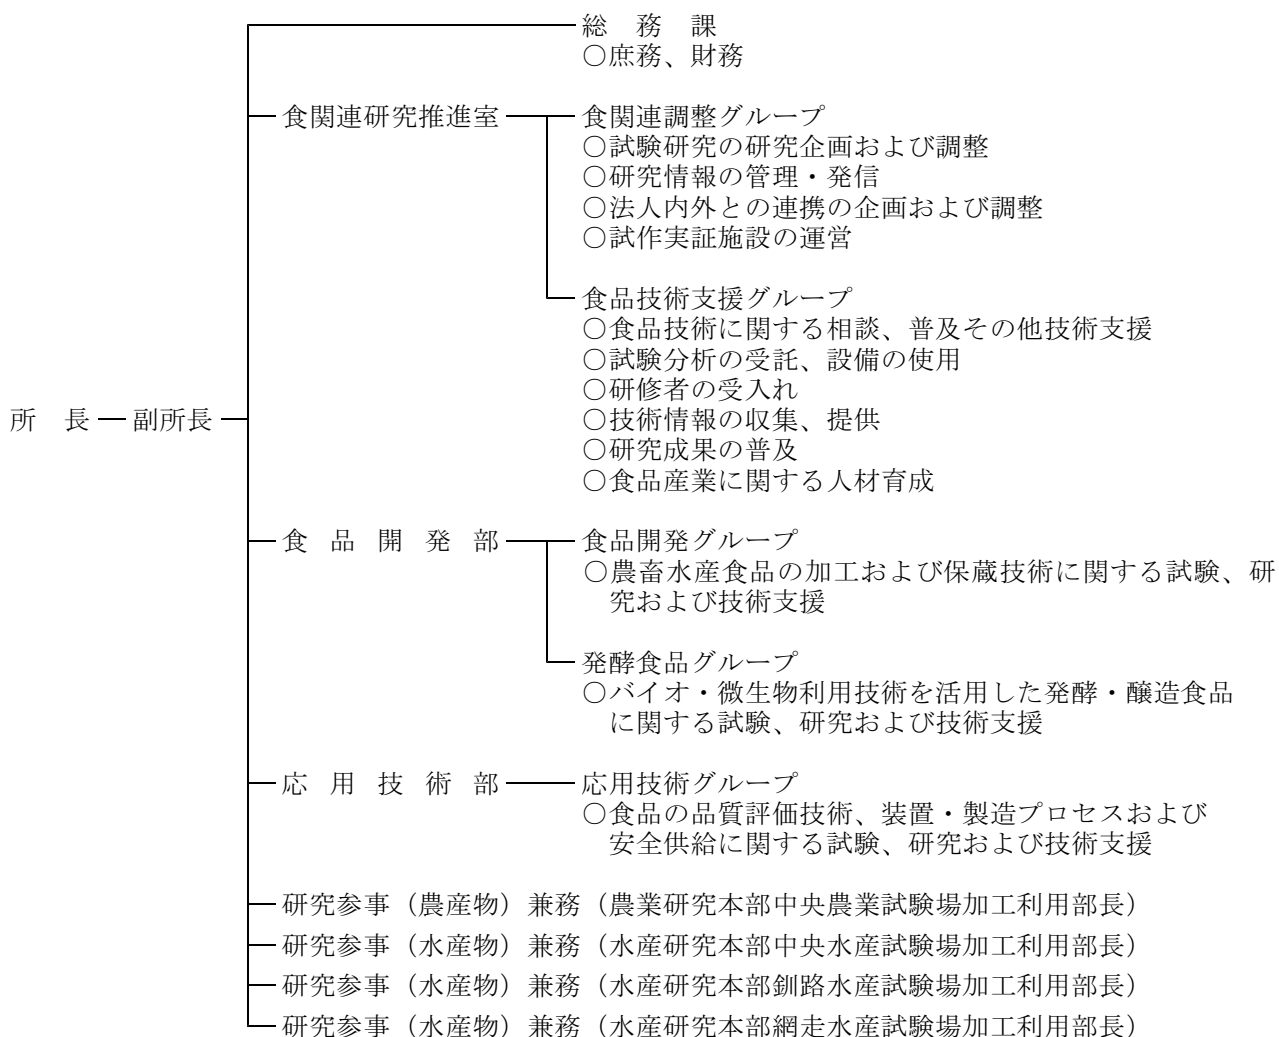 総　務　課
○庶務、財務
食関連研究推進室
食関連調整グループ
○試験研究の研究企画および調整
○研究情報の管理・発信
○法人内外との連携の企画および調整
○試作実証施設の運営
食品技術支援グループ
○食品技術に関する相談、普及その他技術支援
○試験分析の受託、設備の使用
○研修者の受入れ
○技術情報の収集、提供
○研究成果の普及
○食品産業に関する人材育成
所　長
副所長
食品開発部
食品開発グループ
○農畜水産食品の加工および保蔵技術に関する試験、研
究および技術支援
発酵食品グループ
○バイオ・微生物利用技術を活用した発酵・醸造食品
に関する試験、研究および技術支援
応用技術部
応用技術グループ
○食品の品質評価技術、装置・製造プロセスおよび
安全供給に関する試験、研究および技術支援
研究参事（農産物）兼務（農業研究本部中央農業試験場加工利用部長）
研究参事（水産物）兼務（水産研究本部中央水産試験場加工利用部長）
研究参事（水産物）兼務（水産研究本部釧路水産試験場加工利用部長）
研究参事（水産物）兼務（水産研究本部網走水産試験場加工利用部長）